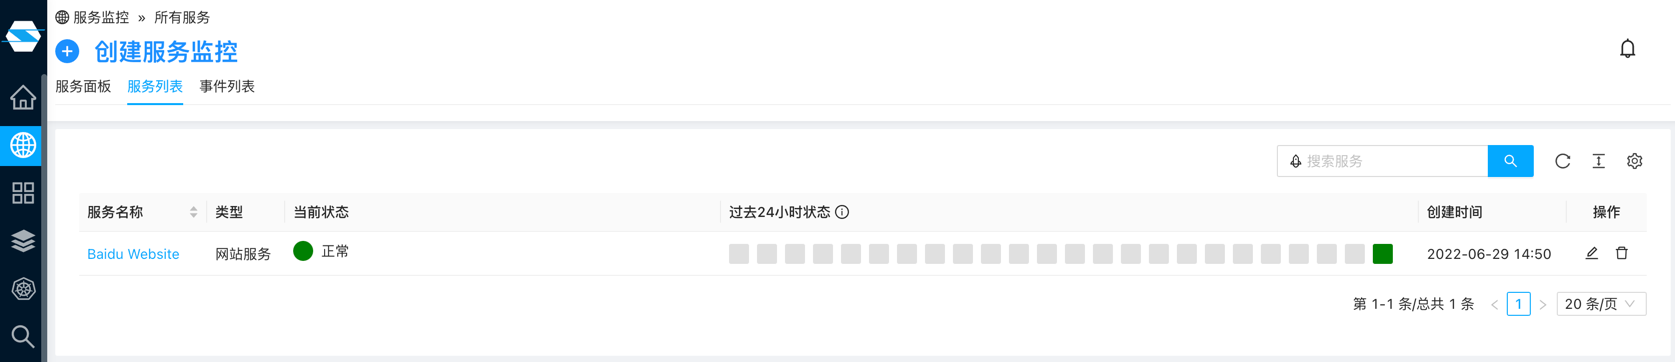 服务监控 » 所有服务
创建服务监控
服务面板 服务列表 事件列表
搜索服务
服务名称 类型 当前状态 过去24小时状态 创建时间 操作
Baidu Website 网站服务 正常 2022-06-29 14:50
第 1-1 条/总共 1 条 < 1 > 20 条/页